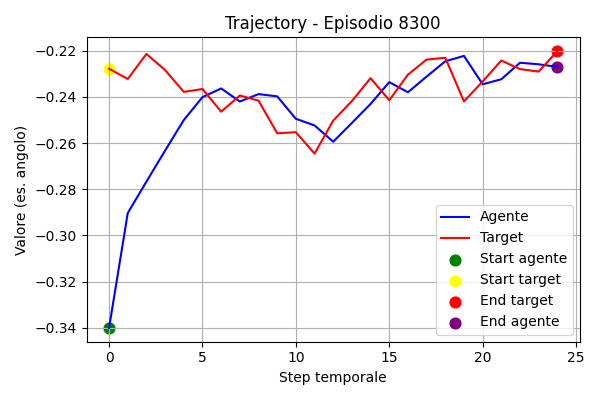 Trajectory - Episodio 8300
Valore (es. angolo)
−0.22
−0.24
−0.26
−0.28
−0.30
−0.32
−0.34
0
5
10
15
20
25
Step temporale
Agente
Target
Start agente
Start target
End target
End agente